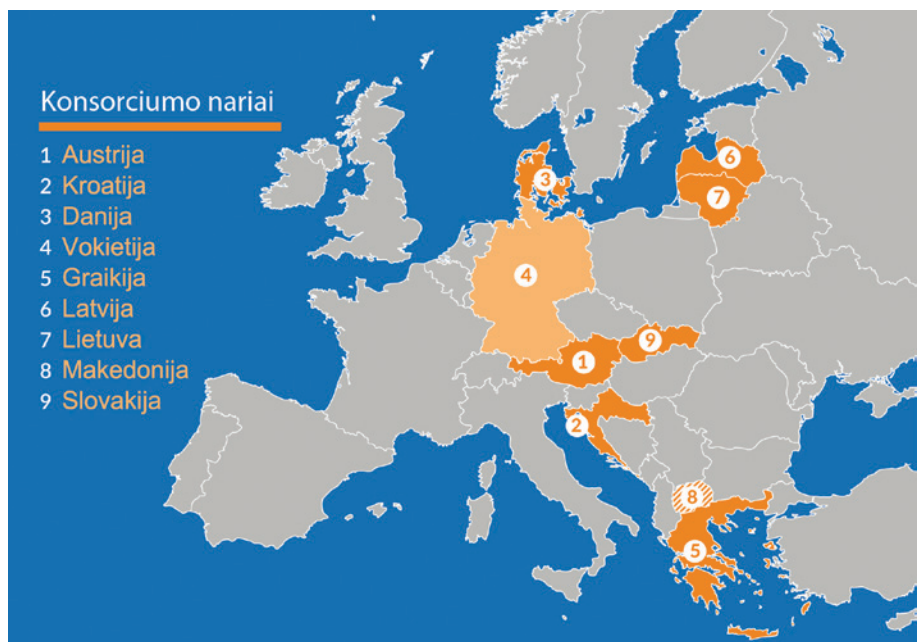 Konsorciumo nariai
1 Austrija
2 Kroatija
3 Danija
4 Vokietija
5 Graikija
6 Latvija
7 Lietuva
8 Makedonija
9 Slovakija
3
6
7
4
9
1
2
8
5